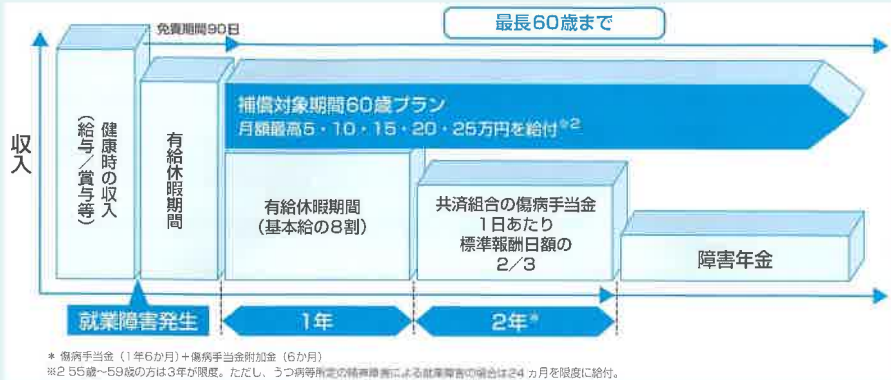 最長60歳まで
免責期間90日
収入
健康時の収入
(給与/賞与等)
有給休暇期間
補償対象期間60歳プラン
月額最高5・10・15・20・25万円を給付※2
有給休暇期間
(基本給の8割)
共済組合の傷病手当金
1日あたり
標準報酬日額の
2/3
障害年金
就業障害発生
1年
2年*
* 傷病手当金(1年6か月)+傷病手当金附加金(6か月)
※2 55歳~59歳の方は3年が限度。ただし、うつ病等所定の精神障害による就業障害の場合は24ヵ月を限度に給付。